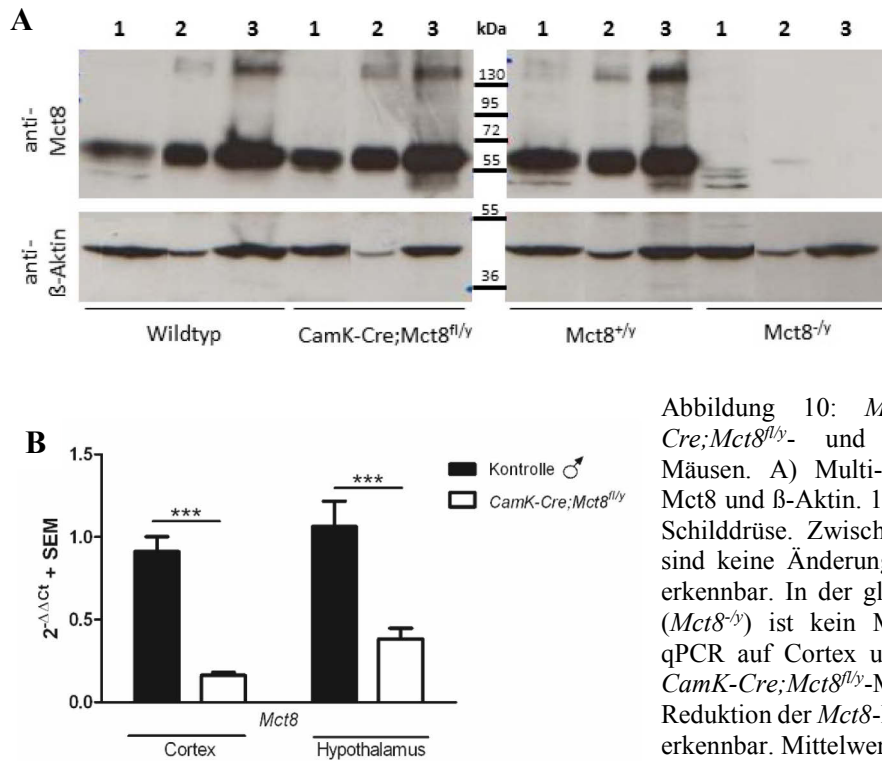 A
1 2 3 1 2 3 kDa 1 2 3 1 2 3
anti-
Mct8
130
95
72
55
anti-
ß-Aktin
55
36
Wildtyp CamK-Cre;Mct8fl/y Mct8+/y Mct8-/y
B
2-ΔΔCt + SEM
1.5
1.0
0.5
0.0
***
***
Kontrolle ♂
CamK-Cre;Mct8fl/y
Mct8
Cortex Hypothalamus
Abbildung 10:
Cre;Mct8fl/y- und
Mäusen. A) Multi-
Mct8 und ß-Aktin. 1
Schilddrüse. Zwisch
sind keine Änderung
erkennbar. In der gl
(Mct8-/y) ist kein M
qPCR auf Cortex u
CamK-Cre;Mct8fl/y-M
Reduktion der Mct8-
erkennbar. Mittelwer